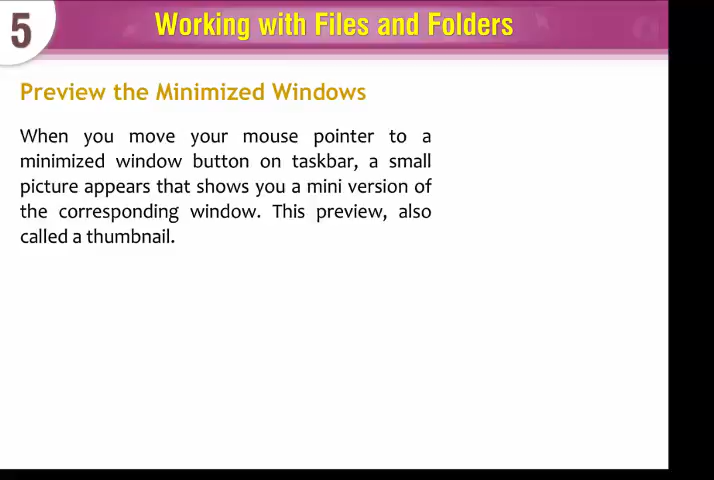 5
Working with Files and Folders
Preview the Minimized Windows
When you move your mouse pointer to a
minimized window button on taskbar, a small
picture appears that shows you a mini version of
the corresponding window. This preview, also
called a thumbnail.